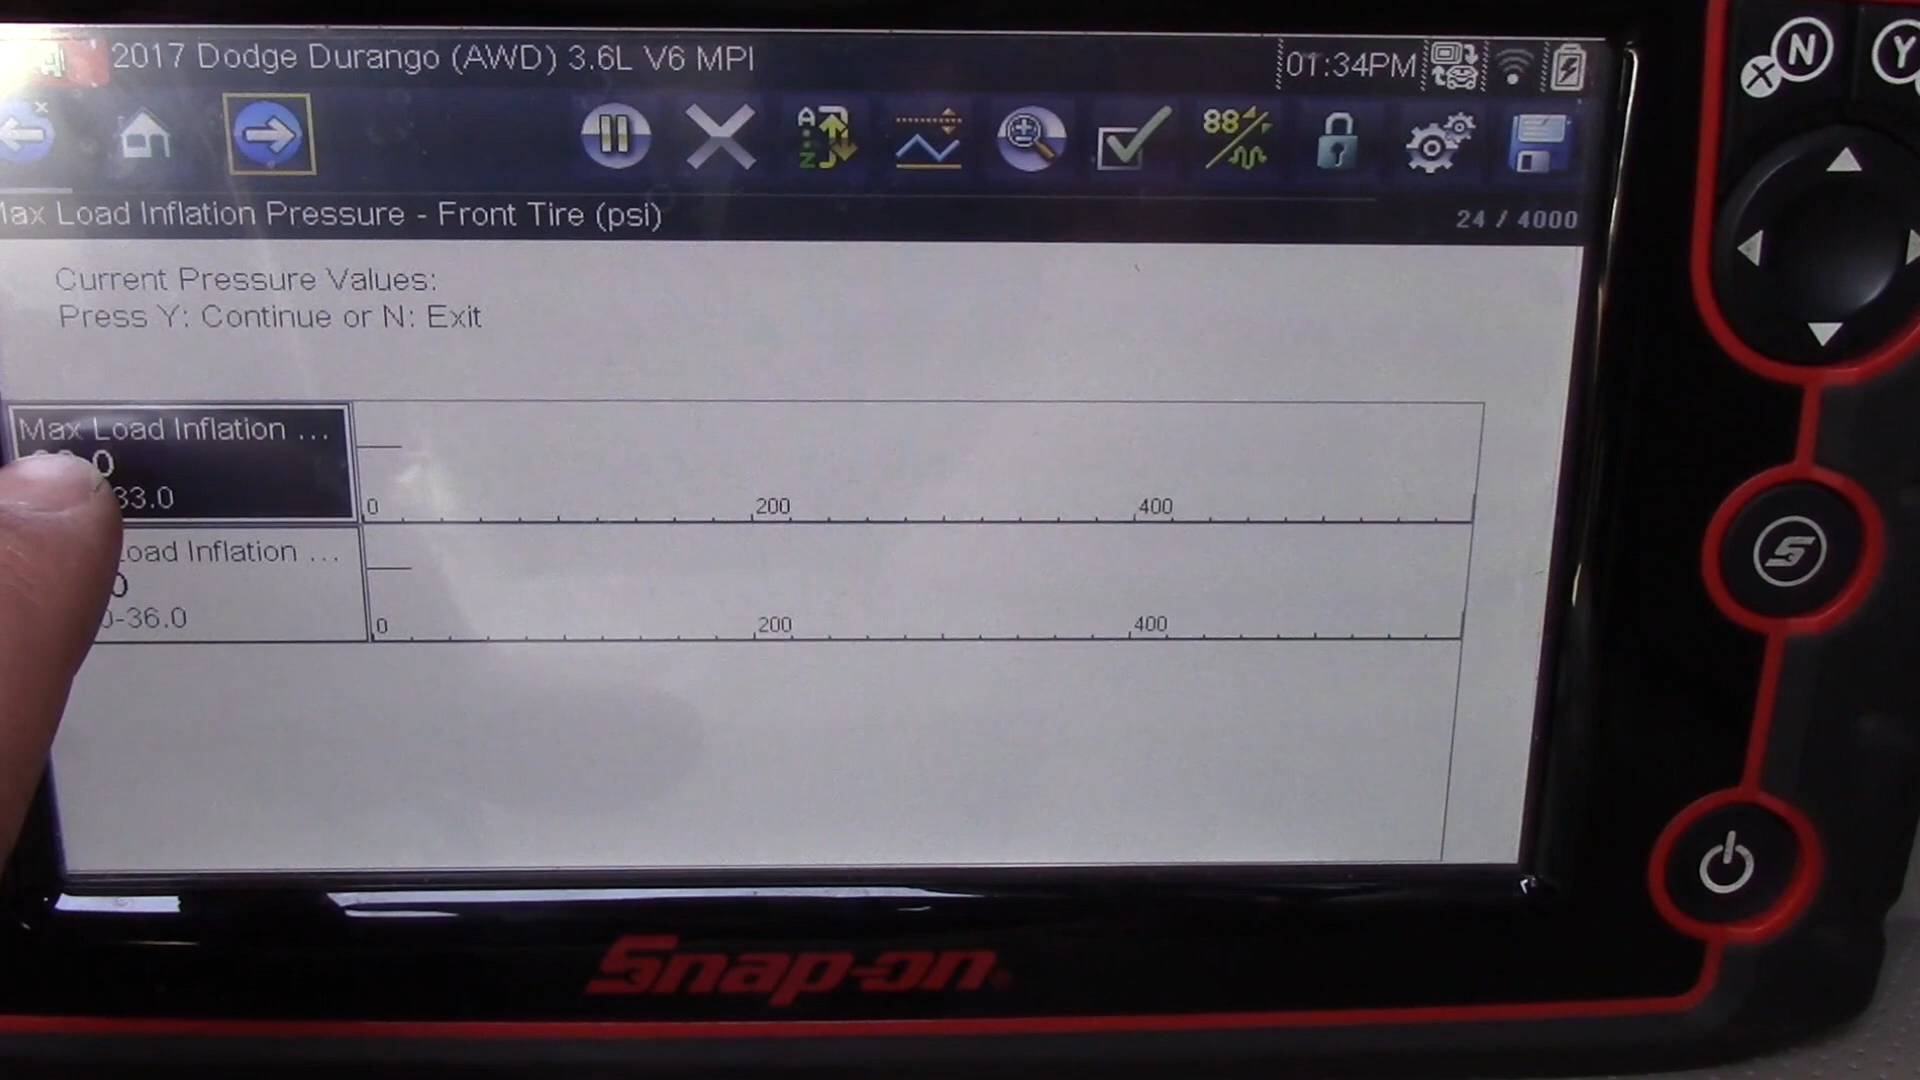 2017 Dodge Durango (AWD) 3.6L V6 MPI
01:34PM
N
X
Y
A
Z
88
Load Inflation Pressure - Front Tire (psi)
24 / 4000
Current Pressure Values:
Press Y: Continue or N: Exit
Max Load Inflation ...
33.0
0 200 400
Inflation ...
-36.0
0 200 400
Snap-on